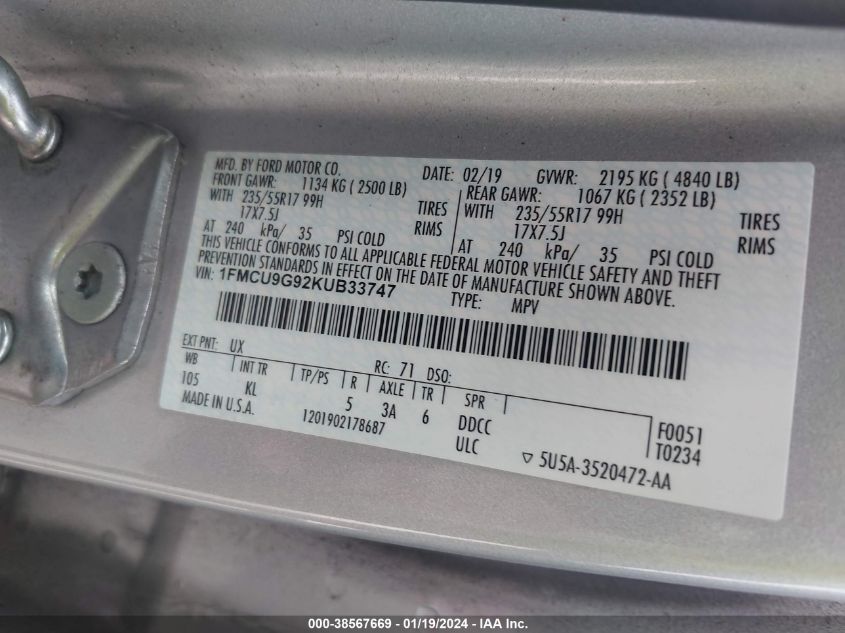 MFD. BY FORD MOTOR CO. DATE: 02/19 GVWR: 2195 KG ( 4840 LB)
FRONT GAWR: 1134 KG ( 2500 LB) REAR GAWR: 1067 KG ( 2352 LB)
WITH 235/55R17 99H TIRES WITH 235/55R17 99H TIRES
17X7.5J RIMS 17X7.5J RIMS
AT 240 kPa/ 35 PSI COLD AT 240 kPa/ 35 PSI COLD
THIS VEHICLE CONFORMS TO ALL APPLICABLE FEDERAL MOTOR VEHICLE SAFETY AND THEFT
PREVENTION STANDARDS IN EFFECT ON THE DATE OF MANUFACTURE SHOWN ABOVE.
VIN: 1FMCU9G92KUB33747 TYPE: MPV
EXT PNT: UX RC: 71 DSO:
WB INT TR TP/PS R AXLE TR SPR
105 KL 5 3A 6 DDCC F0051
MADE IN U.S.A. 1201902178687 ULC T0234
▽ 5U5A-3520472-AA
000-38567669 - 01/19/2024 - IAA Inc.